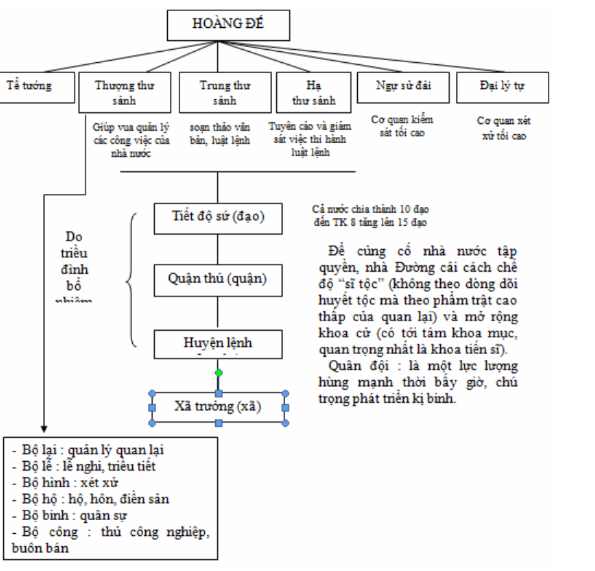 HOÀNG ĐẾ
Tể tướng
Thượng thư
sảnh
Trung thư
sảnh
Hạ
thư sảnh
Ngự sử đài
Đại lý tự
Giúp vua quản lý
các công việc của
nhà nước
soạn thảo văn
bản, luật lệnh
Tuyên cáo và giám
sát việc thi hành
luật lệnh
Cơ quan kiểm
sát tối cao
Cơ quan xét
xử tối cao
Tiết độ sứ (đạo)
Cả nước chia thành 10 đạo
đến TK 8 tăng lên 15 đạo
Do
triều
đình
bổ
nhiệm
Quận thủ (quận)
Huyện lệnh
Xã trưởng (xã)
Để củng cố nhà nước tập
quyền, nhà Đường cải cách chế
độ “sĩ tộc” (không theo dòng dõi
huyết tộc mà theo phẩm trật cao
thấp của quan lại) và mở rộng
khoa cử (có tới tám khoa mục,
quan trọng nhất là khoa tiến sĩ).
Quân đội : là một lực lượng
hùng mạnh thời bấy giờ, chú
trọng phát triển kị binh.
- Bộ lại : quản lý quan lại
- Bộ lễ : lễ nghi, triều tiết
- Bộ hình : xét xử
- Bộ hộ : hộ, hôn, điền sản
- Bộ binh : quân sự
- Bộ công : thủ công nghiệp,
buôn bán